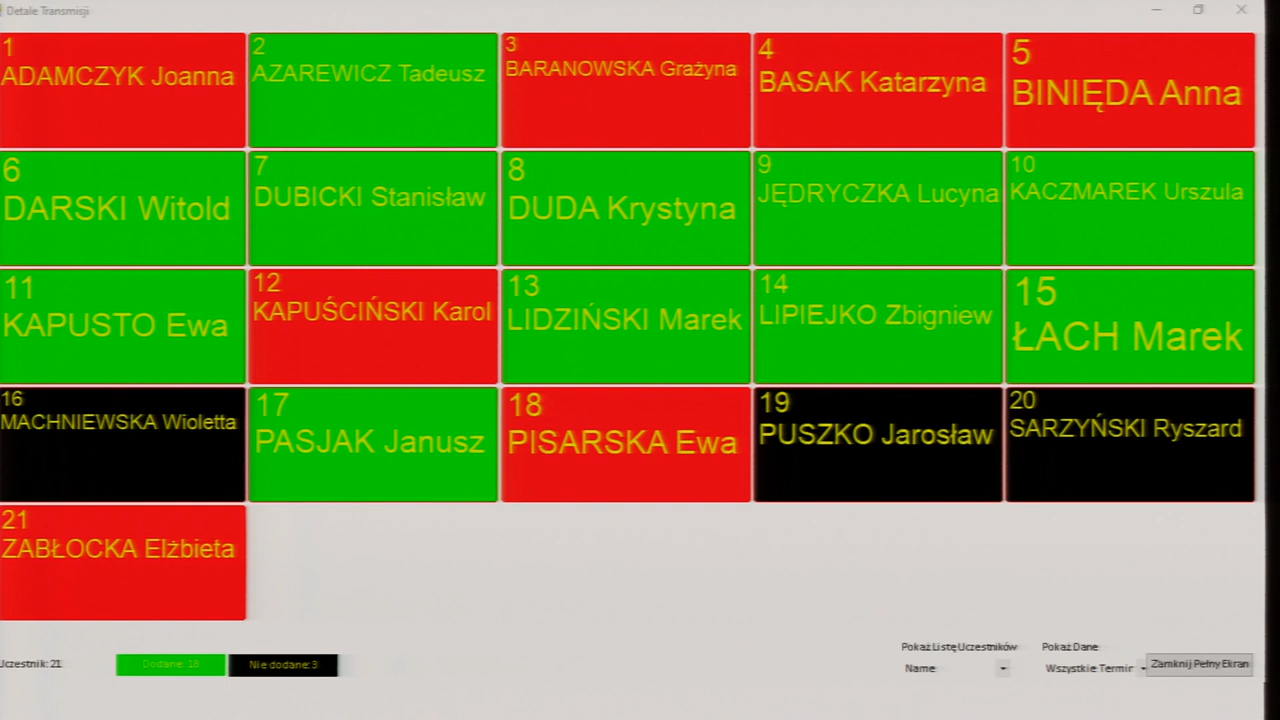 Detale Transmisji
1
ADAMCZYK Joanna
2
AZAREWICZ Tadeusz
3
BARANOWSKA Grażyna
4
BASAK Katarzyna
5
BINIĘDA Anna
6
DARSKI Witold
7
DUBICKI Stanisław
8
DUDA Krystyna
9
JĘDRYCZKA Lucyna
10
KACZMAREK Urszula
11
KAPUSTO Ewa
12
KAPUŚCIŃSKI Karol
13
LIDZIŃSKI Marek
14
LIPIEJKO Zbigniew
15
ŁACH Marek
16
MACHNIEWSKA Wioletta
17
PASJAK Janusz
18
PISARSKA Ewa
19
PUSZKO Jarosław
20
SARZYŃSKI Ryszard
21
ZABŁOCKA Elżbieta
Uczestnik: 21
Dodane: 18
Nie dodane: 3
Pokaż Listę Uczestników
Name
Pokaż Dane
Wszystkie Termir
Zamknij Pełny Ekran